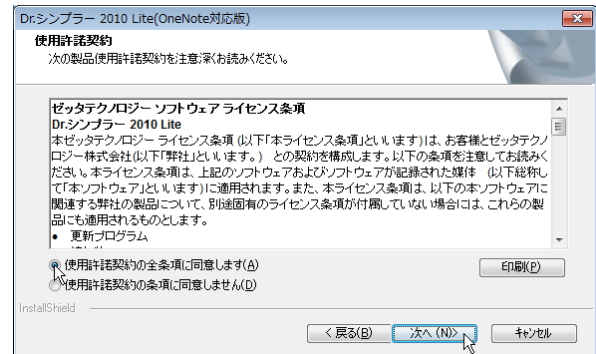 Dr.シンプラー 2010 Lite(OneNote対応版)
使用許諾契約
次の製品使用許諾契約を注意深くお読みください。
ゼッタテクノロジー ソフトウェア ライセンス条項
Dr.シンプラー 2010 Lite
本ゼッタテクノロジー ライセンス条項 (以下「本ライセンス条項」といいます)は、お客様とゼッタテクノ
ロジー株式会社(以下「弊社」といいます。) との契約を構成します。以下の条項を注意してお読みく
ださい。本ライセンス条項は、上記のソフトウェアおよびソフトウェアが記録された媒体 (以下総称し
て「本ソフトウェア」といいます)に適用されます。また、本ライセンス条項は、以下の本ソフトウェアに
関連する弊社の製品について、別途固有のライセンス条項が付属していない場合には、これらの製
品にも適用されるものとします。
• 更新プログラム
使用許諾契約の全条項に同意します(A)
印刷(P)
使用許諾契約の条項に同意しません(D)
InstallShield
< 戻る(B)
次へ (N)>
キャンセル